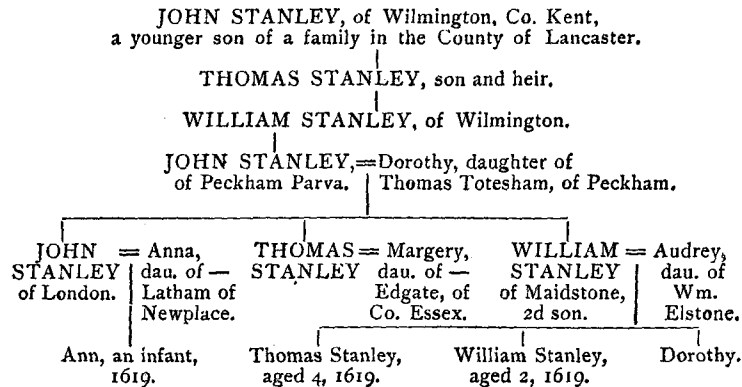 JOHN STANLEY, of Wilmington, Co. Kent,
a younger son of a family in the County of Lancaster.
THOMAS STANLEY, son and heir.
WILLIAM STANLEY, of Wilmington.
JOHN STANLEY,=Dorothy, daughter of
of Peckham Parva. Thomas Totesham, of Peckham.
JOHN = Anna,
STANLEY dau. of —
of London. Latham of
Newplace.
THOMAS = Margery,
STANLEY dau. of —
Edgate, of
Co. Essex.
WILLIAM = Audrey,
STANLEY dau. of
of Maidstone, Wm.
2d son. Elstone.
Ann, an infant,
1619.
Thomas Stanley,
aged 4, 1619.
William Stanley,
aged 2, 1619.
Dorothy.